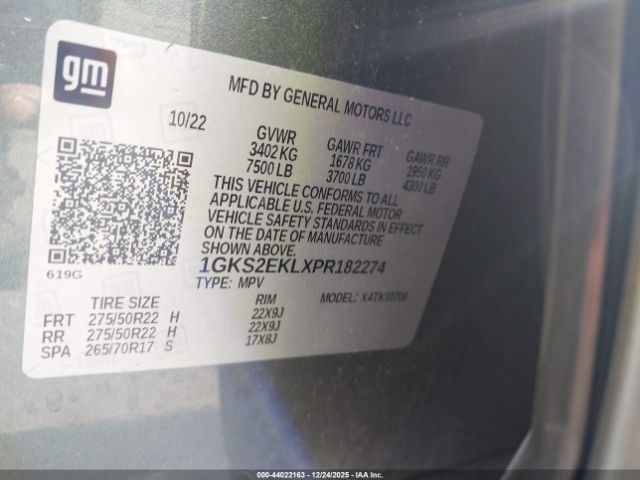 gm
MFD BY GENERAL MOTORS LLC
10/22
GVWR GAWR FRT GAWR RR
3402 KG 1678 KG 1950 KG
7500 LB 3700 LB 4300 LB
THIS VEHICLE CONFORMS TO ALL
APPLICABLE U.S. FEDERAL MOTOR
VEHICLE SAFETY STANDARDS IN EFFECT
ON THE DATE OF MANUFACTURE
SHOWN ABOVE.
1GKS2EKLXPR182274
619G
TYPE: MPV MODEL: X4TK10706
TIRE SIZE RIM
FRT 275/50R22 H 22X9J
RR 275/50R22 H 22X9J
SPA 265/70R17 S 17X8J
000-44022163 - 12/24/2025 - IAA Inc.